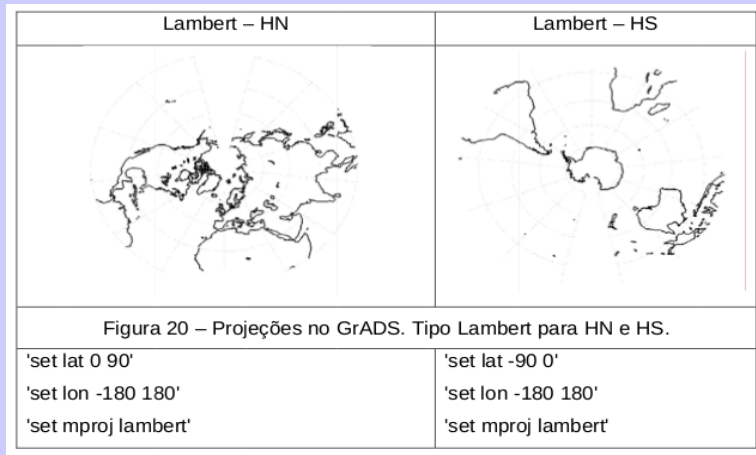 Lambert – HN
Lambert – HS
Figura 20 – Projeções no GrADS. Tipo Lambert para HN e HS.
'set lat 0 90'
'set lon -180 180'
'set mproj lambert'
'set lat -90 0'
'set lon -180 180'
'set mproj lambert'